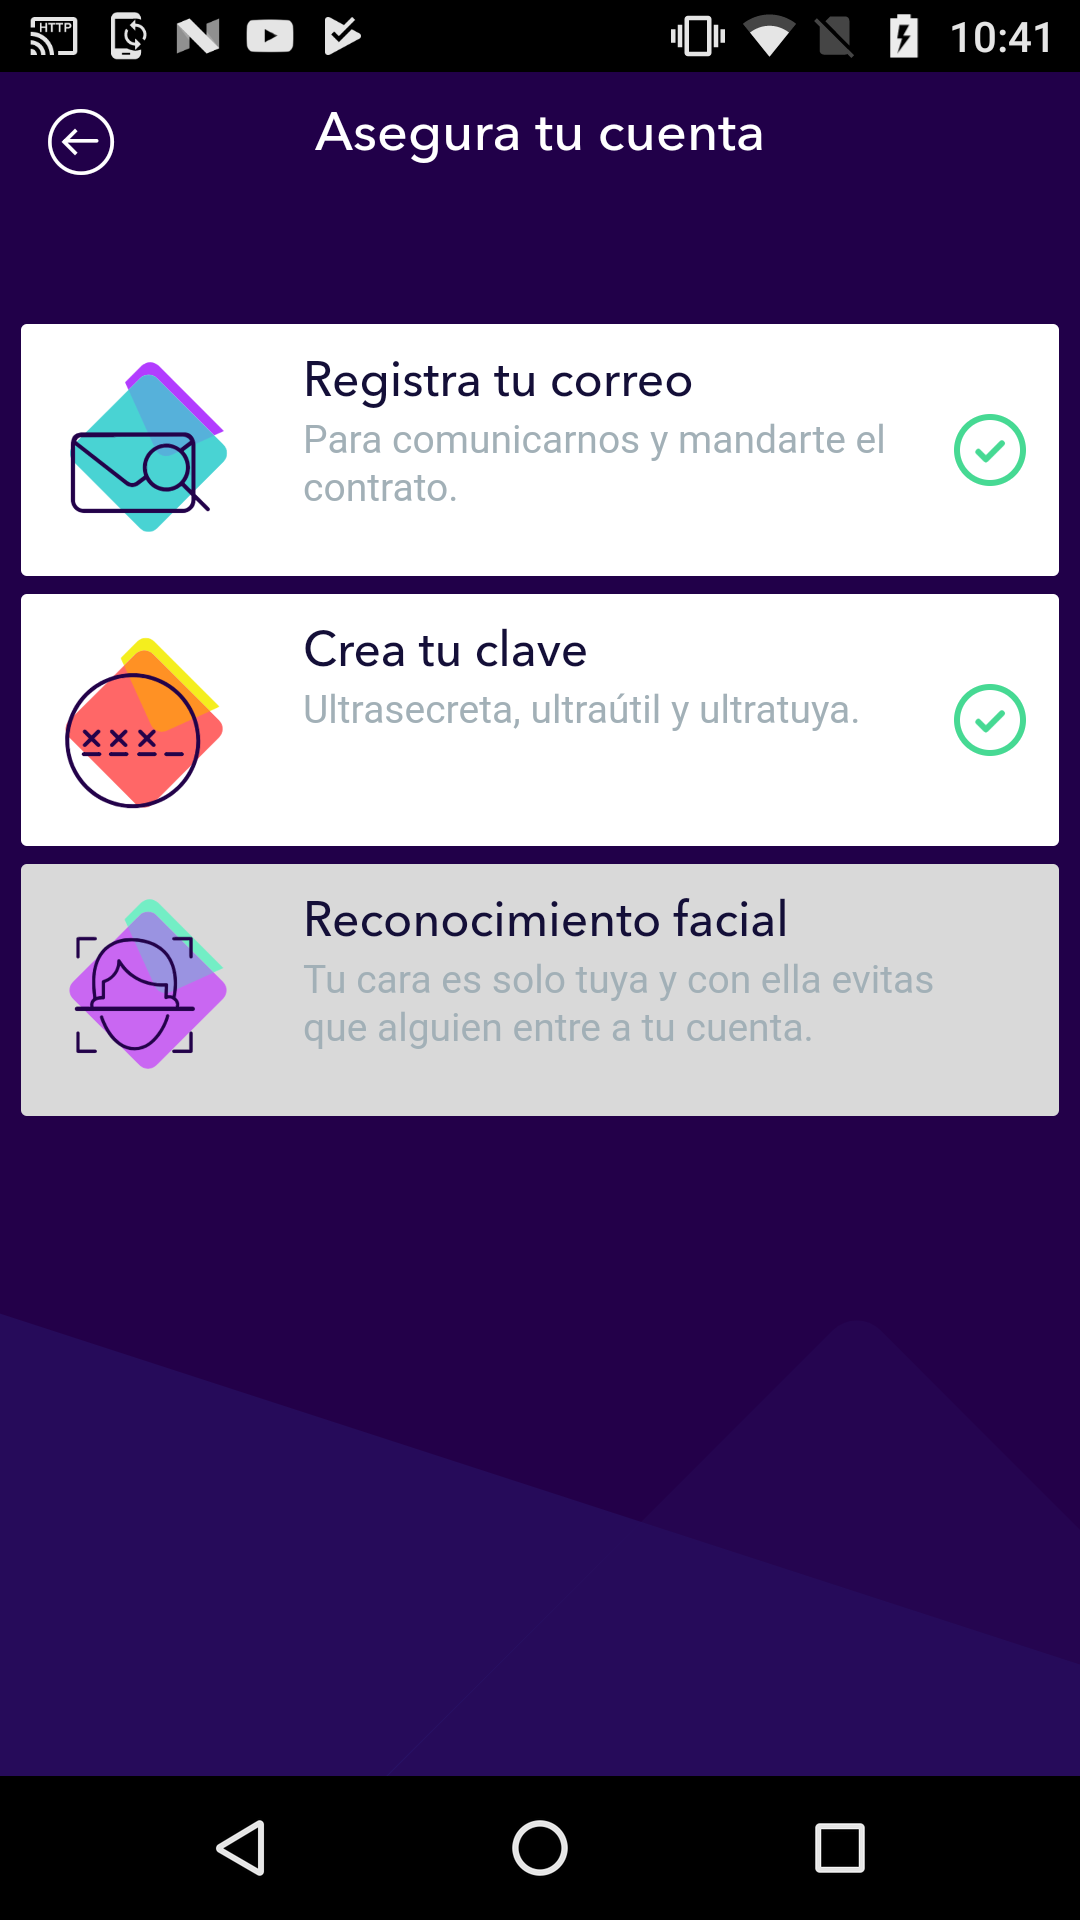 HTTP
10:41
Asegura tu cuenta
Registra tu correo
Para comunicarnos y mandarte el
contrato.
Crea tu clave
Ultrasecreta, ultraútil y ultratuya.
Reconocimiento facial
Tu cara es solo tuya y con ella evitas
que alguien entre a tu cuenta.